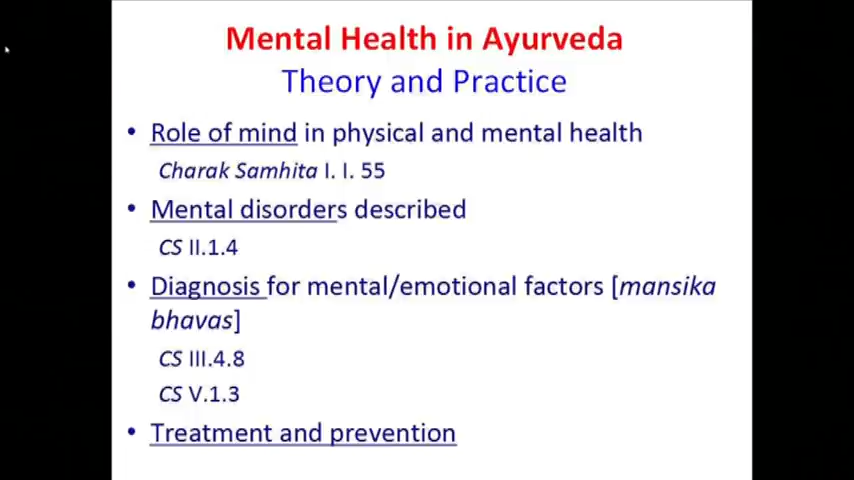 Mental Health in Ayurveda
Theory and Practice
• Role of mind in physical and mental health
Charak Samhita I. I. 55
• Mental disorders described
CS II.1.4
• Diagnosis for mental/emotional factors [mansika
bhavas]
CS III.4.8
CS V.1.3
• Treatment and prevention